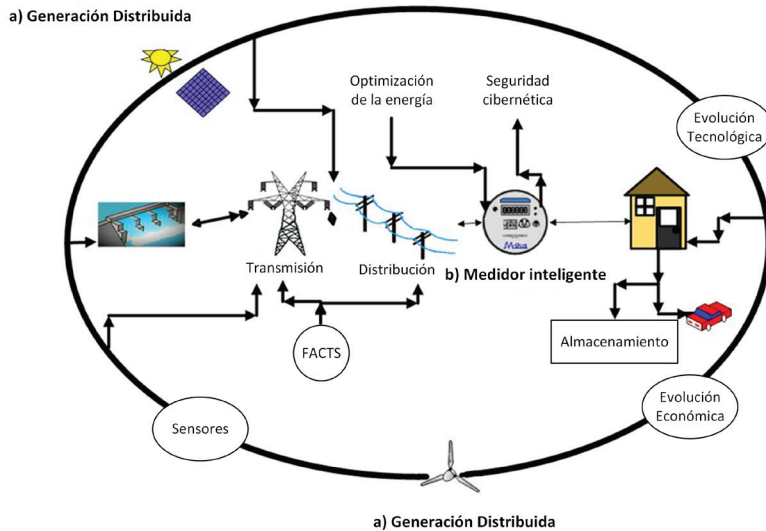 a) Generación Distribuida
Optimización
de la energía
Seguridad
cibernética
Evolución
Tecnológica
Transmisión
Distribución
b) Medidor inteligente
FACTS
Almacenamiento
Evolución
Económica
Sensores
a) Generación Distribuida